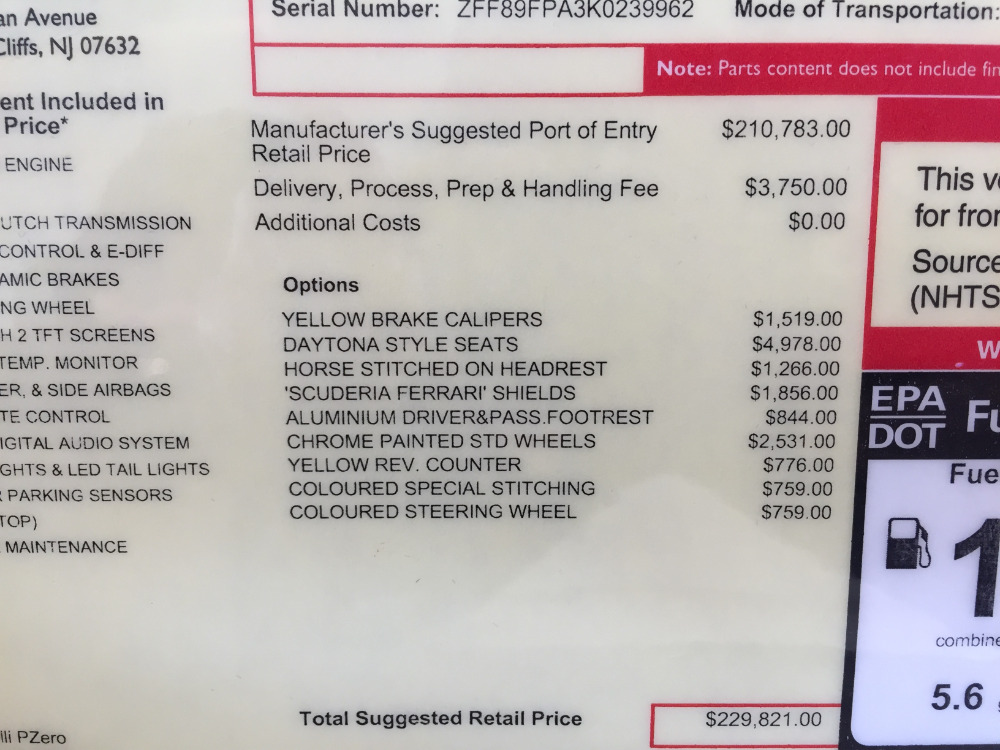 an Avenue
Cliffs, NJ 07632
ent Included in
Price*
ENGINE
UTCH TRANSMISSION
CONTROL & E-DIFF
AMIC BRAKES
NG WHEEL
H 2 TFT SCREENS
TEMP. MONITOR
ER, & SIDE AIRBAGS
TE CONTROL
IGITAL AUDIO SYSTEM
GHTS & LED TAIL LIGHTS
R PARKING SENSORS
TOP)
MAINTENANCE
lli PZero
Serial Number: ZFF89FPA3K0239962 Mode of Transportation:
Note: Parts content does not include fin
Manufacturer's Suggested Port of Entry $210,783.00
Retail Price
Delivery, Process, Prep & Handling Fee $3,750.00
Additional Costs $0.00
Options
YELLOW BRAKE CALIPERS $1,519.00
DAYTONA STYLE SEATS $4,978.00
HORSE STITCHED ON HEADREST $1,266.00
'SCUDERIA FERRARI' SHIELDS $1,856.00
ALUMINIUM DRIVER&PASS.FOOTREST $844.00
CHROME PAINTED STD WHEELS $2,531.00
YELLOW REV. COUNTER $776.00
COLOURED SPECIAL STITCHING $759.00
COLOURED STEERING WHEEL $759.00
Total Suggested Retail Price $229,821.00
This ve
for fron
Source
(NHTS
W
EPA
DOT
Fu
Fue
1
combine
5.6